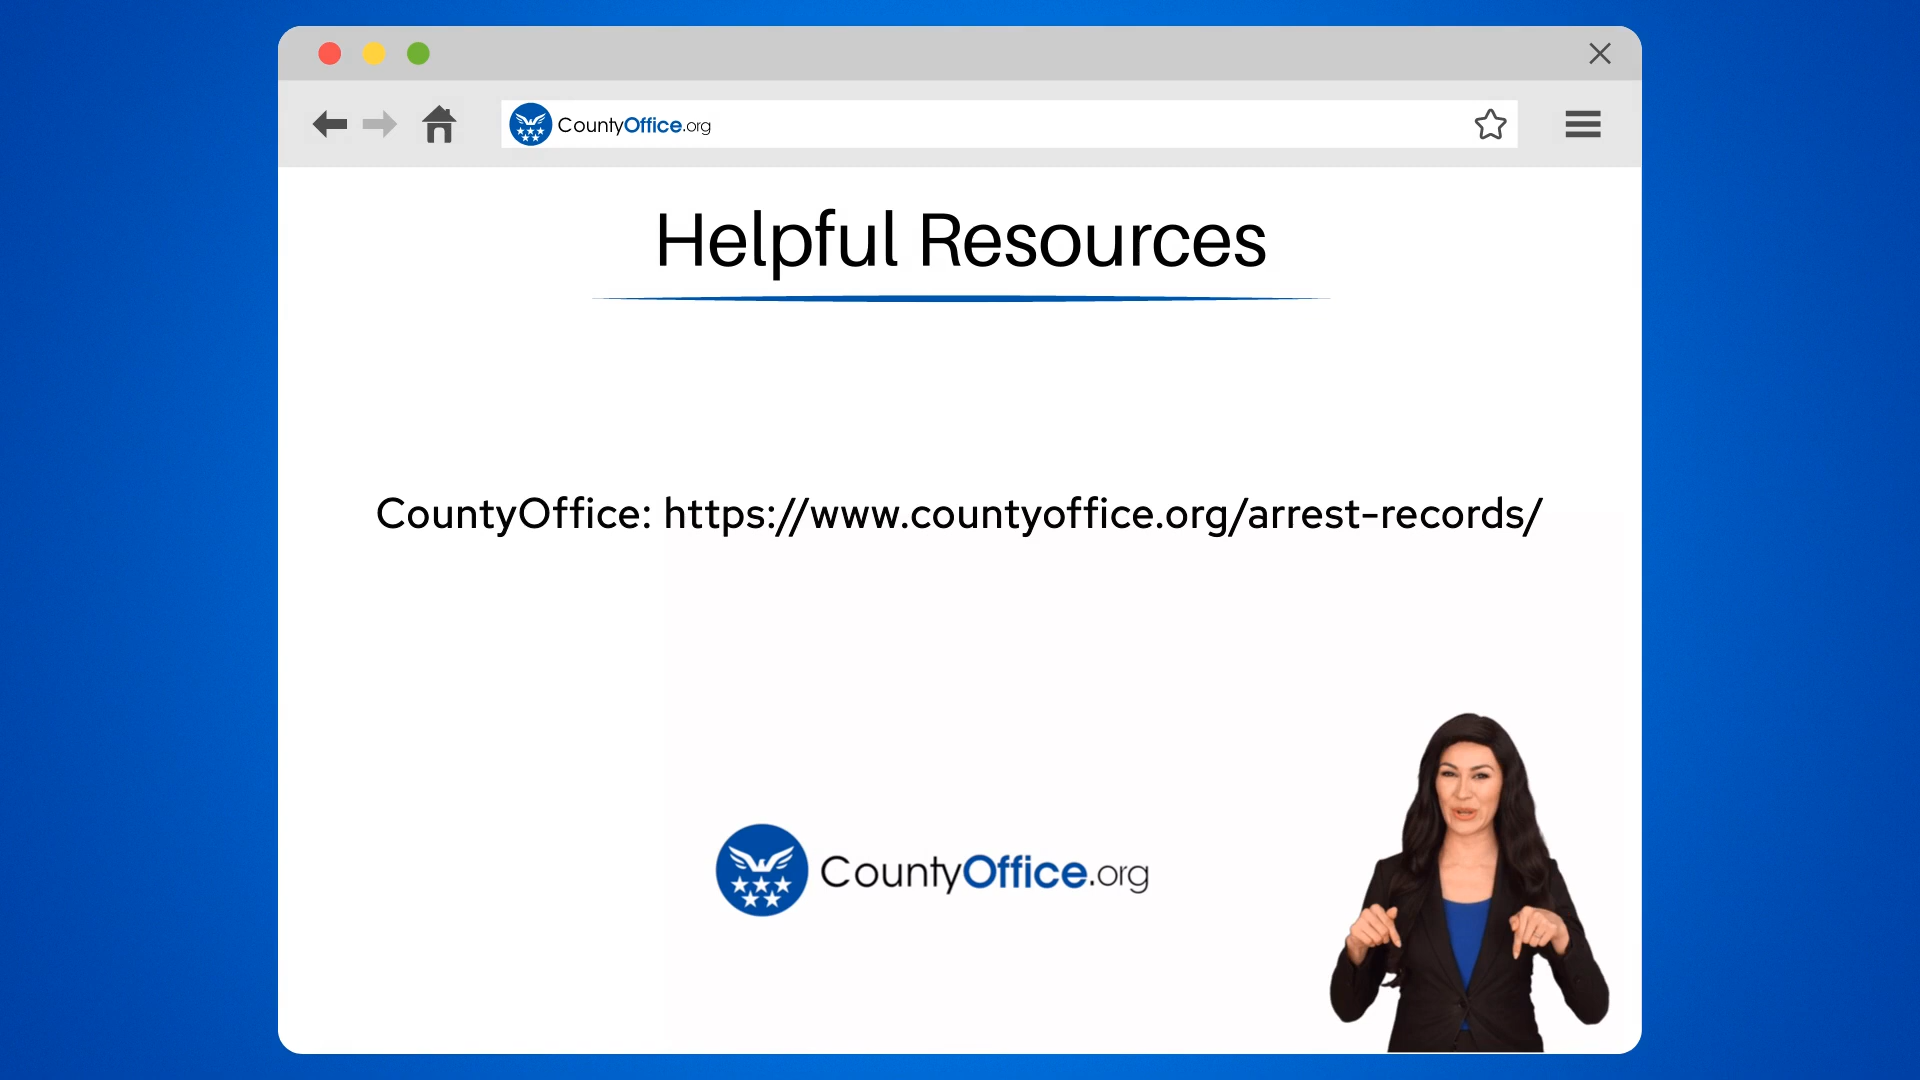 CountyOffice.org
Helpful Resources
CountyOffice: https://www.countyoffice.org/arrest-records/
CountyOffice.org